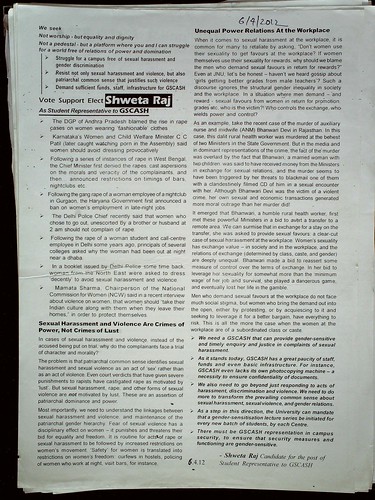 6/9/2012
We seek
Not worship - but equality and dignity
Not a pedestal - but a platform where you and I can struggle
for a world free of relations of power and domination
Struggle for a campus free of sexual harassment and
gender discrimination
Resist not only sexual harassment and violence, but also
patriarchal common sense that justifies such violence
Demand sufficient funds, staff, infrastructure for GSCASH
Vote Support Elect Shweta Raj
As Student Representative to GSCASH
The DGP of Andhra Pradesh blamed the rise in rape
cases on women wearing 'fashionable' clothes.
Karnataka's Women and Child Welfare Minister C C
Patil (later caught watching porn in the Assembly) said
women should avoid dressing provocatively
Following a series of instances of rape in West Bengal,
the Chief Minister first denied the rapes, cast aspersions
on the morals and veracity of the complainants, and
then... announced restrictions on timings of bars,
nightclubs etc.
Following the gang rape of a woman employee of a nightclub
in Gurgaon, the Haryana Government first announced a
ban on women's employment in late-night jobs.
The Delhi Police Chief recently said that women who
chose to go out, unescorted by a brother or husband at
2 am should not complain of rape.
Following the rape of a woman student and call-centre
employee in Delhi some years ago, principals of several
colleges asked why the woman had been out at night
near a dhaba
In a booklet issued by Delhi Police some time back,
women from the North East were asked to dress
'decently' to avoid sexual harassment and violence.
Mamata Sharma, Chairperson of the National
Commission for Women (NCW) said in a recent interview
about violence on women, that women should "take their
Indian culture along with them when they leave their
homes," in order to protect themselves
Sexual Harassment and Violence Are Crimes of
Power, Not Crimes of Lust
In cases of sexual harassment and violence, instead of the
accused being put on trial, why do the complainants face a trial
of character and morality?
The problem is that patriarchal common sense identifies sexual
harassment and sexual violence as an act of 'sex' rather than
as an act of violence. Even court verdicts that have given severe
punishments to rapists have castigated rape as motivated by
'lust'. But sexual harassment, rape, and other forms of sexual
violence are not motivated by lust. These are an assertion of
patriarchal dominance and power.
Most importantly, we need to understand the linkages between
sexual harassment and violence, and maintenance of the
patriarchal gender hierarchy. Fear of sexual violence has a
disciplining effect on women – it punishes and threatens their
bid for equality and freedom. It is routine for acts of rape or
sexual harassment to be followed by increased restrictions on
women's movement. 'Safety' for women is translated into
restrictions on women's freedom: curfews in hostels, policing
of women who work at night, visit bars, for instance.
Unequal Power Relations At the Workplace
When it comes to sexual harassment at the workplace, it is
common for many to retaliate by asking, "Don't women use
their sexuality to get favours at the workplace? If women
themselves use their sexuality for rewards, why should we blame
the men who demand sexual favours in return for rewards?"
Even at JNU, let's be honest – haven't we heard gossip about
'girls getting better grades from male teachers'? Such a
discourse ignores the structural gender inequality in society
and the workplace. In a situation where men demand – and
reward - sexual favours from women in return for promotion,
grades etc, who is the victim? Who controls the exchange, who
wields power and control?
As an example, take the recent case of the murder of auxiliary
nurse and midwife (ANM) Bhanwari Devi in Rajasthan. In this
case, this dalit rural health worker was murdered at the behest
of two Ministers in the State Government. But in the media and
in dominant representations of the crime, the fact of the murder
was overlaid by the fact that Bhanwari, a married woman with
two children was said to have received money from the Ministers
in exchange for sexual relations, and the murder seems to
have been triggered by her threats to blackmail one of them
with a clandestinely filmed CD of him in a sexual encounter
with her. Although Bhanwari Devi was the victim of a violent
crime, her own sexual and economic transactions generated
more moral outrage than her murder did!
It emerged that Bhanwari, a humble rural health worker, first
met these powerful Ministers in a bid to avert a transfer to a
remote area. We can surmise that in exchange for a stay on the
transfer, she was asked to provide sexual favours: a clear-cut
case of sexual harassment at the workplace. Women's sexuality
has exchange value – in society and in the workplace, and the
relations of exchange (determined by class, caste, and gender)
are deeply unequal. Bhanwari made a bid to reassert some
measure of control over the terms of exchange. In her bid to
leverage her sexuality for somewhat more than the minimum
wage of her job and survival, she played a dangerous game,
and eventually lost her life in the gamble.
Men who demand sexual favours at the workplace do not face
much social stigma, but women who bring the demand out into
the open, either by protesting, or by acquiescing to it and
seeking to leverage it for a better bargain, have everything to
risk. This is all the more the case when the women at the
workplace are of a subordinated class or caste.
We need a GSCASH that can provide gender-sensitive
and timely enquiry and justice in complaints of sexual
harassment.
As it stands today, GSCASH has a great paucity of staff,
funds and even basic infrastructure. For instance,
GSCASH even lacks its own photocopying machine – a
necessity to ensure confidentiality of documents.
We also need to go beyond just responding to acts of
harassment, discrimination and violence. We need to do
more to transform the prevailing common sense about
sexual harassment, sexual violence, and gender relations.
As a step in this direction, the University can mandate
that a gender-sensitisation lecture series be initiated for
every new batch of students, by each Centre.
There must be GSCASH representation in campus
security, to ensure that security measures and
functioning are gender-sensitive.
- Shweta Raj Candidate for the post of
Student Representative to GSCASH